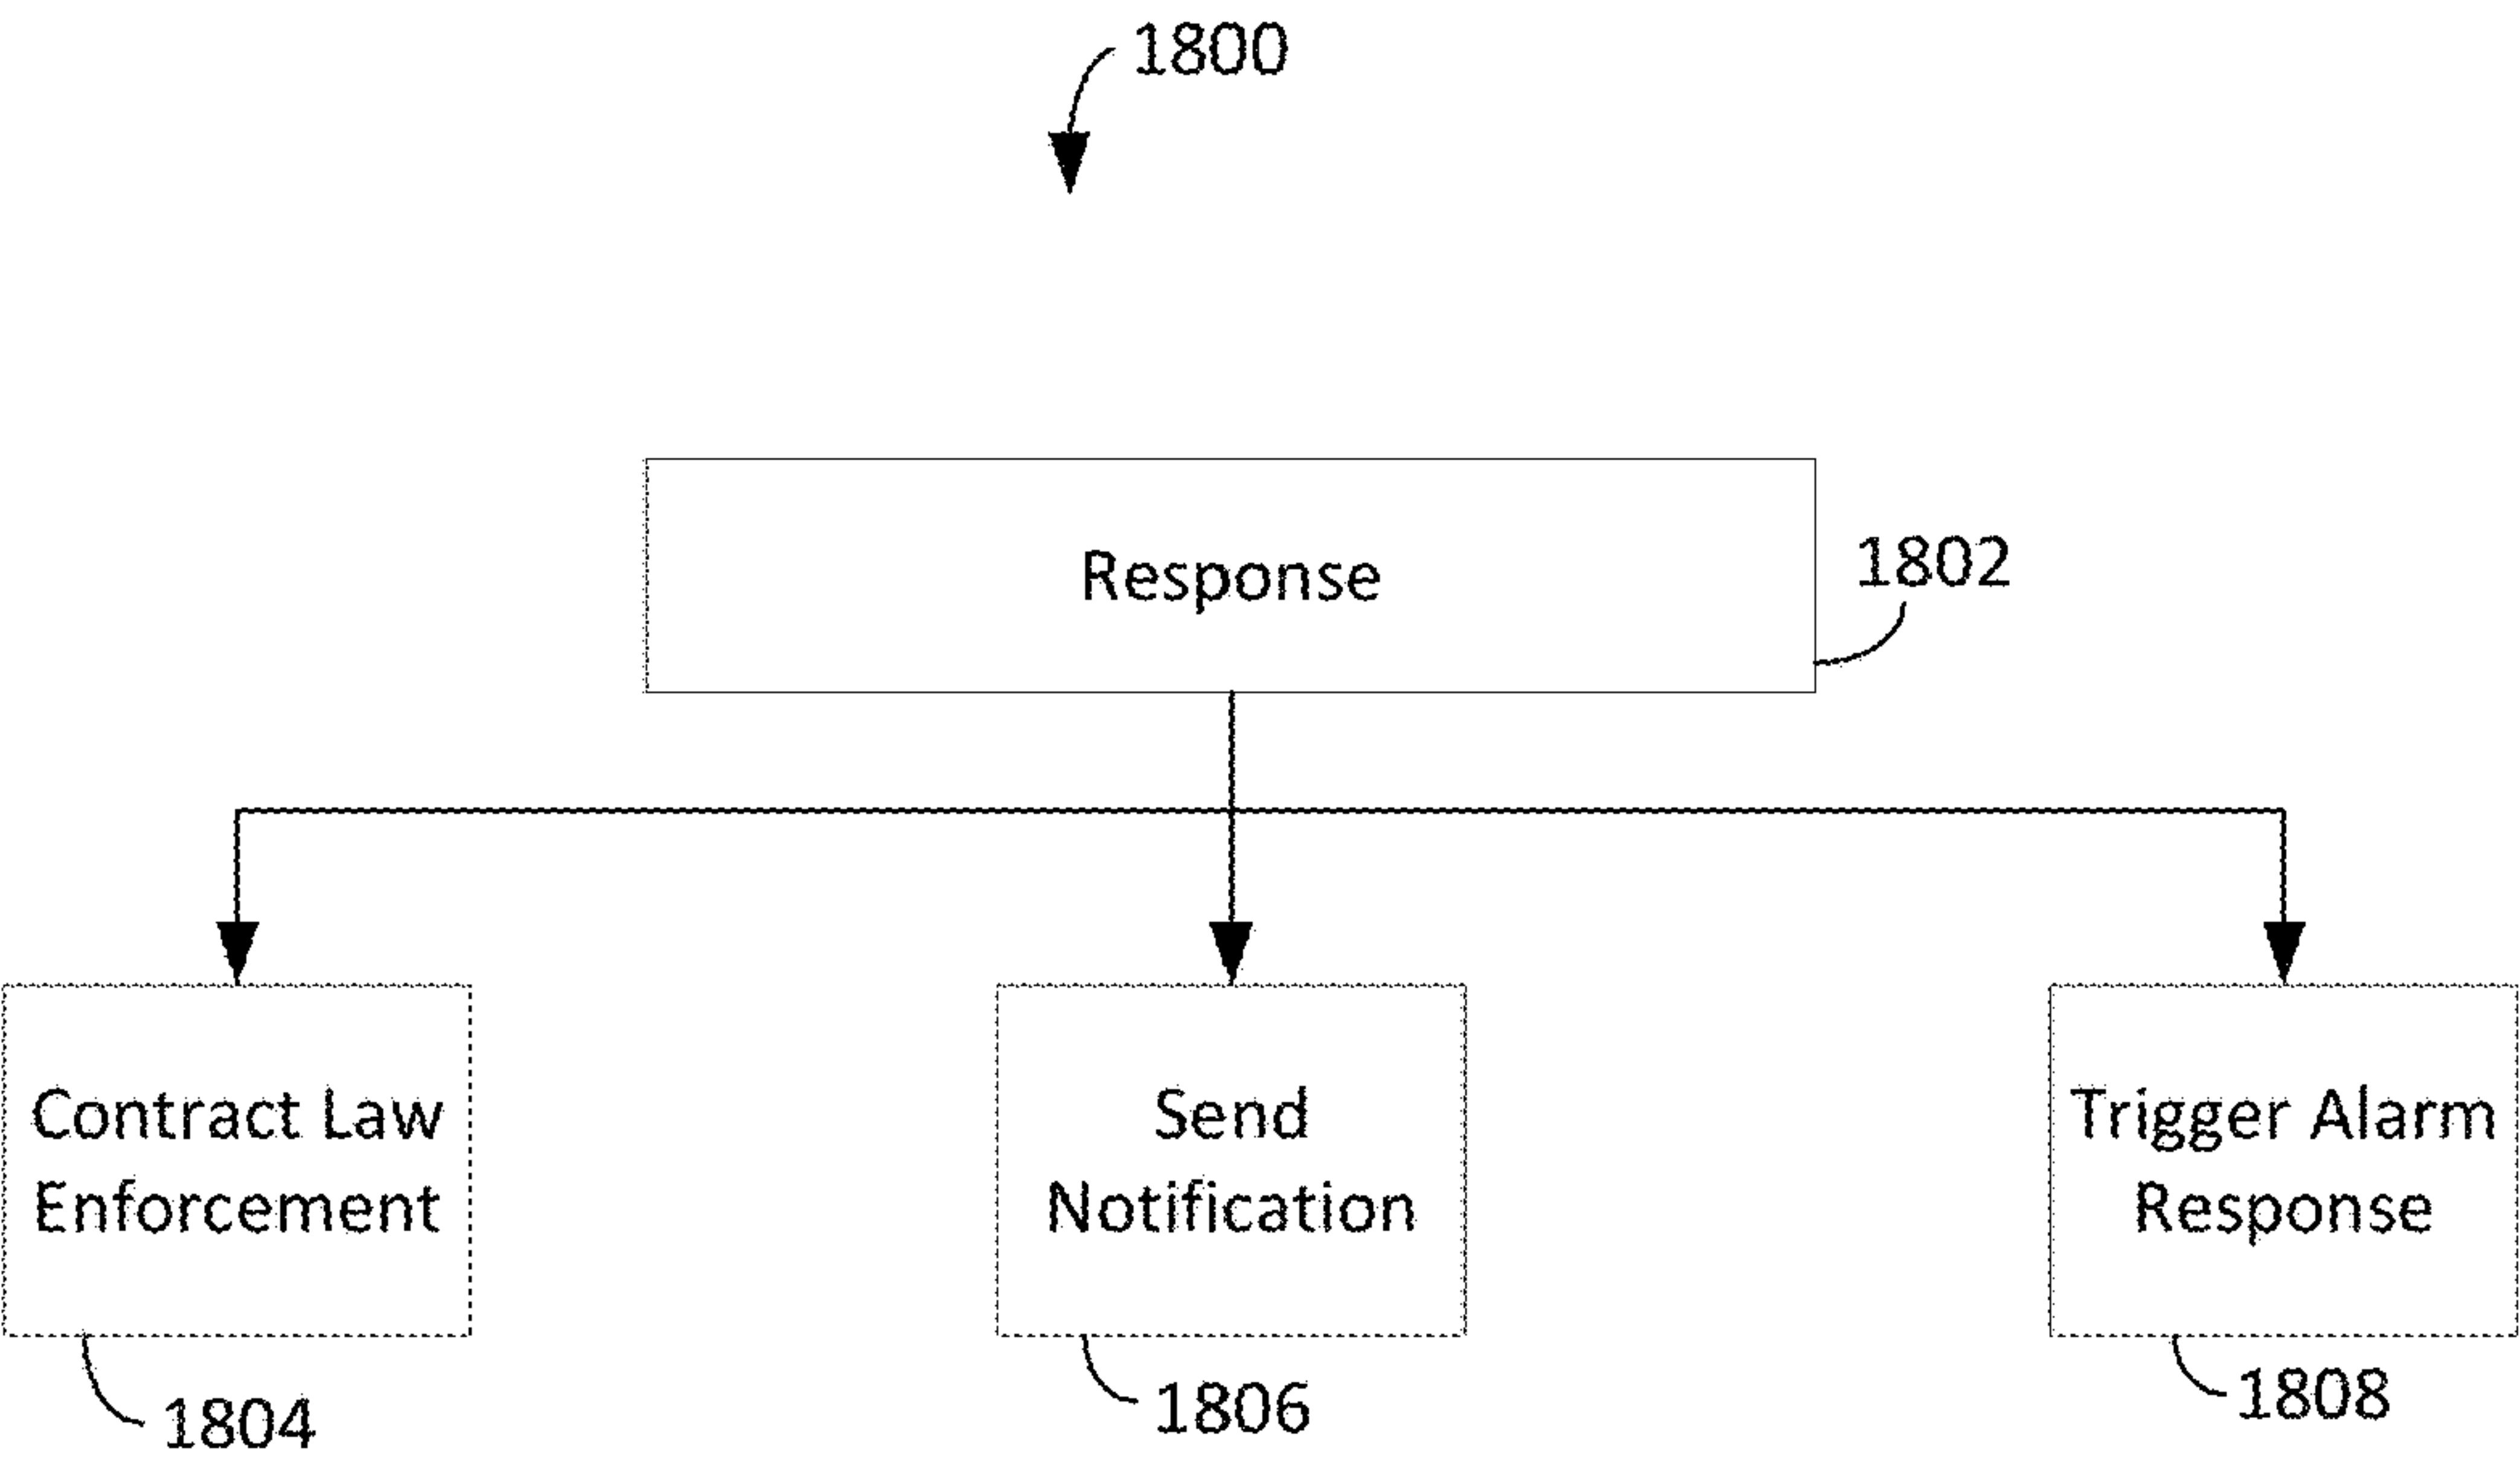 1800
Response
1802
Contract Law
Enforcement
Send
Notification
Trigger Alarm
Response
1804
1806
1808